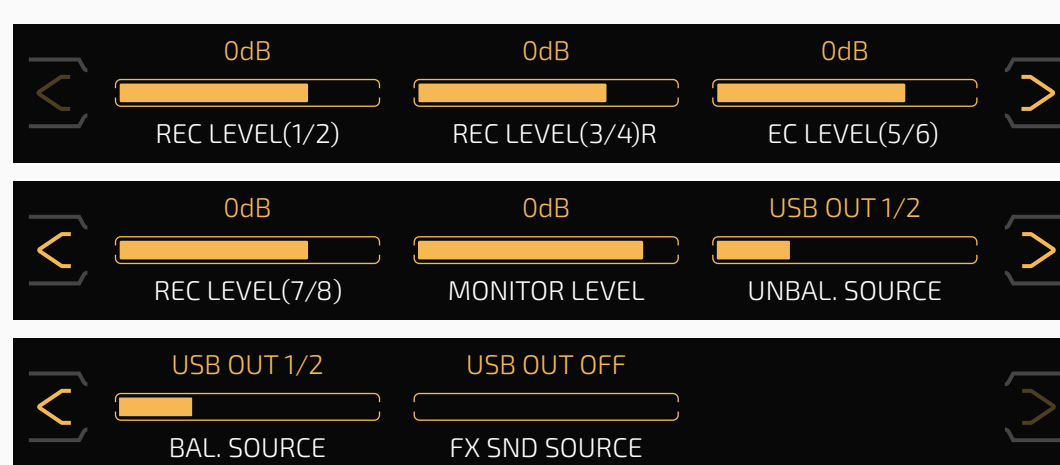 0dB 0dB 0dB
REC LEVEL(1/2) REC LEVEL(3/4)R EC LEVEL(5/6)
0dB 0dB USB OUT 1/2
REC LEVEL(7/8) MONITOR LEVEL UNBAL. SOURCE
USB OUT 1/2 USB OUT OFF
BAL. SOURCE FX SND SOURCE